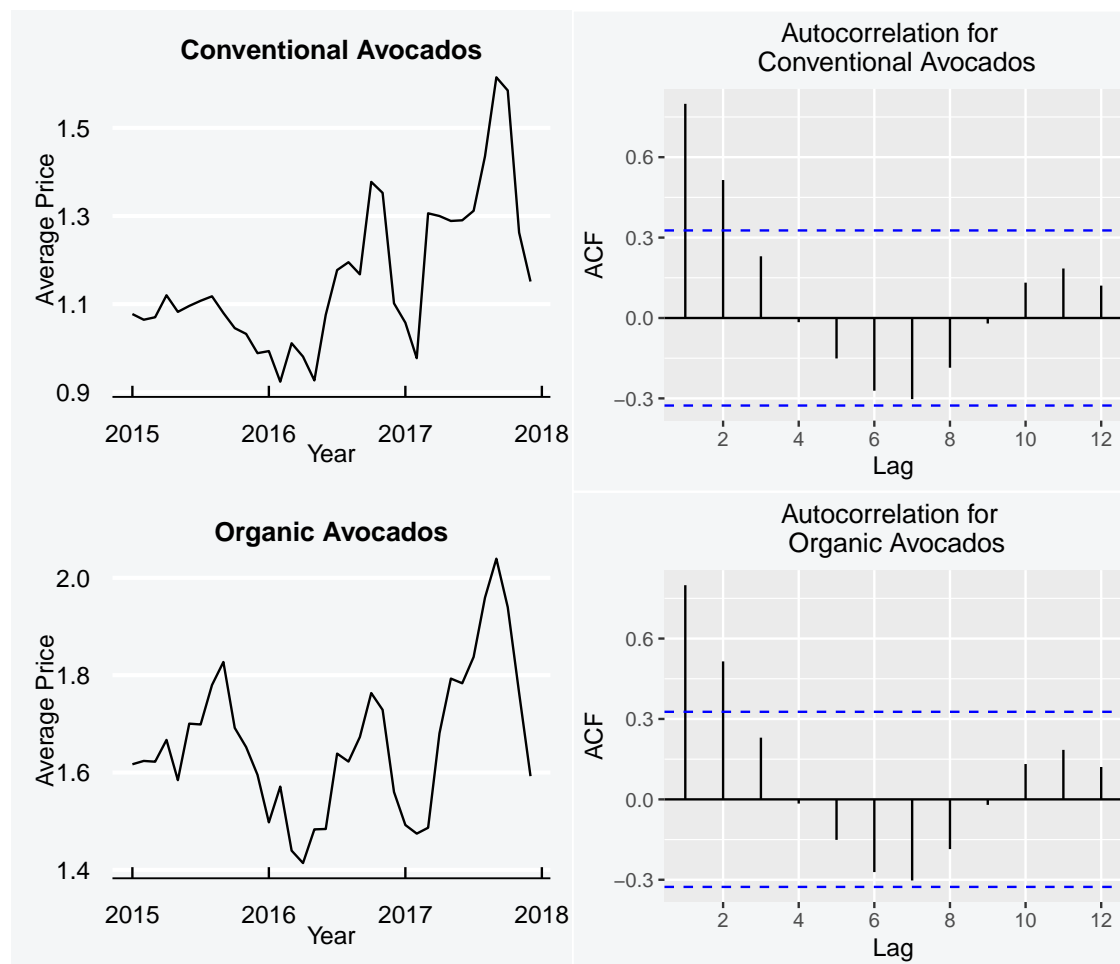 Conventional Avocados
Average Price
1.5
1.3
1.1
0.9
2015 2016 2017 2018
Year
Autocorrelation for
Conventional Avocados
ACF
0.6
0.3
0.0
−0.3
2 4 6 8 10 12
Lag
Organic Avocados
Average Price
2.0
1.8
1.6
1.4
2015 2016 2017 2018
Year
Autocorrelation for
Organic Avocados
ACF
0.6
0.3
0.0
−0.3
2 4 6 8 10 12
Lag